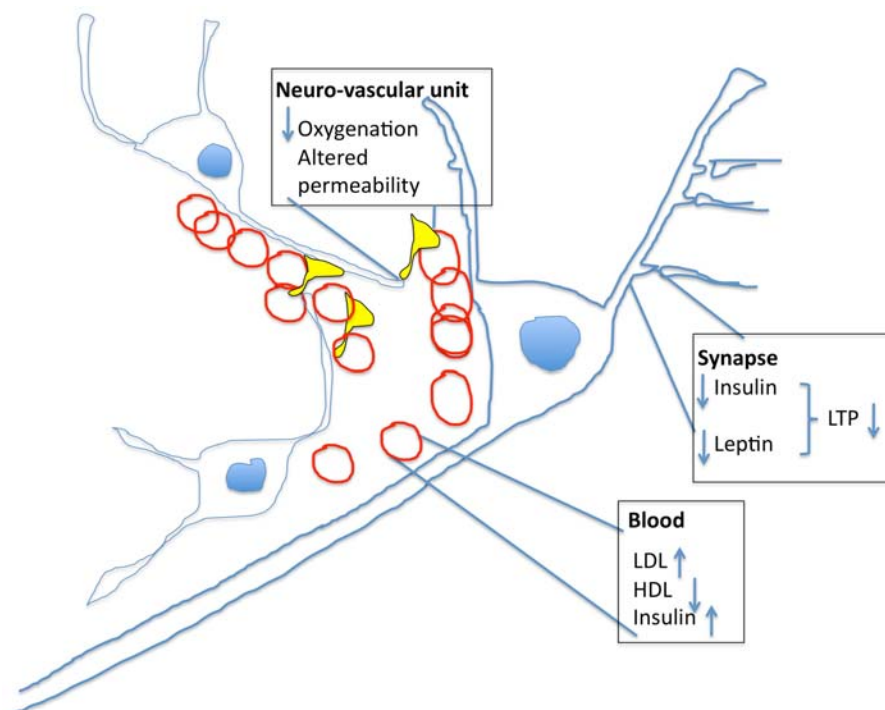 Neuro-vascular unit
↓ Oxygenation
Altered
permeability
Synapse
↓ Insulin
LTP ↓
↓ Leptin
Blood
LDL ↑
HDL ↓
Insulin ↑